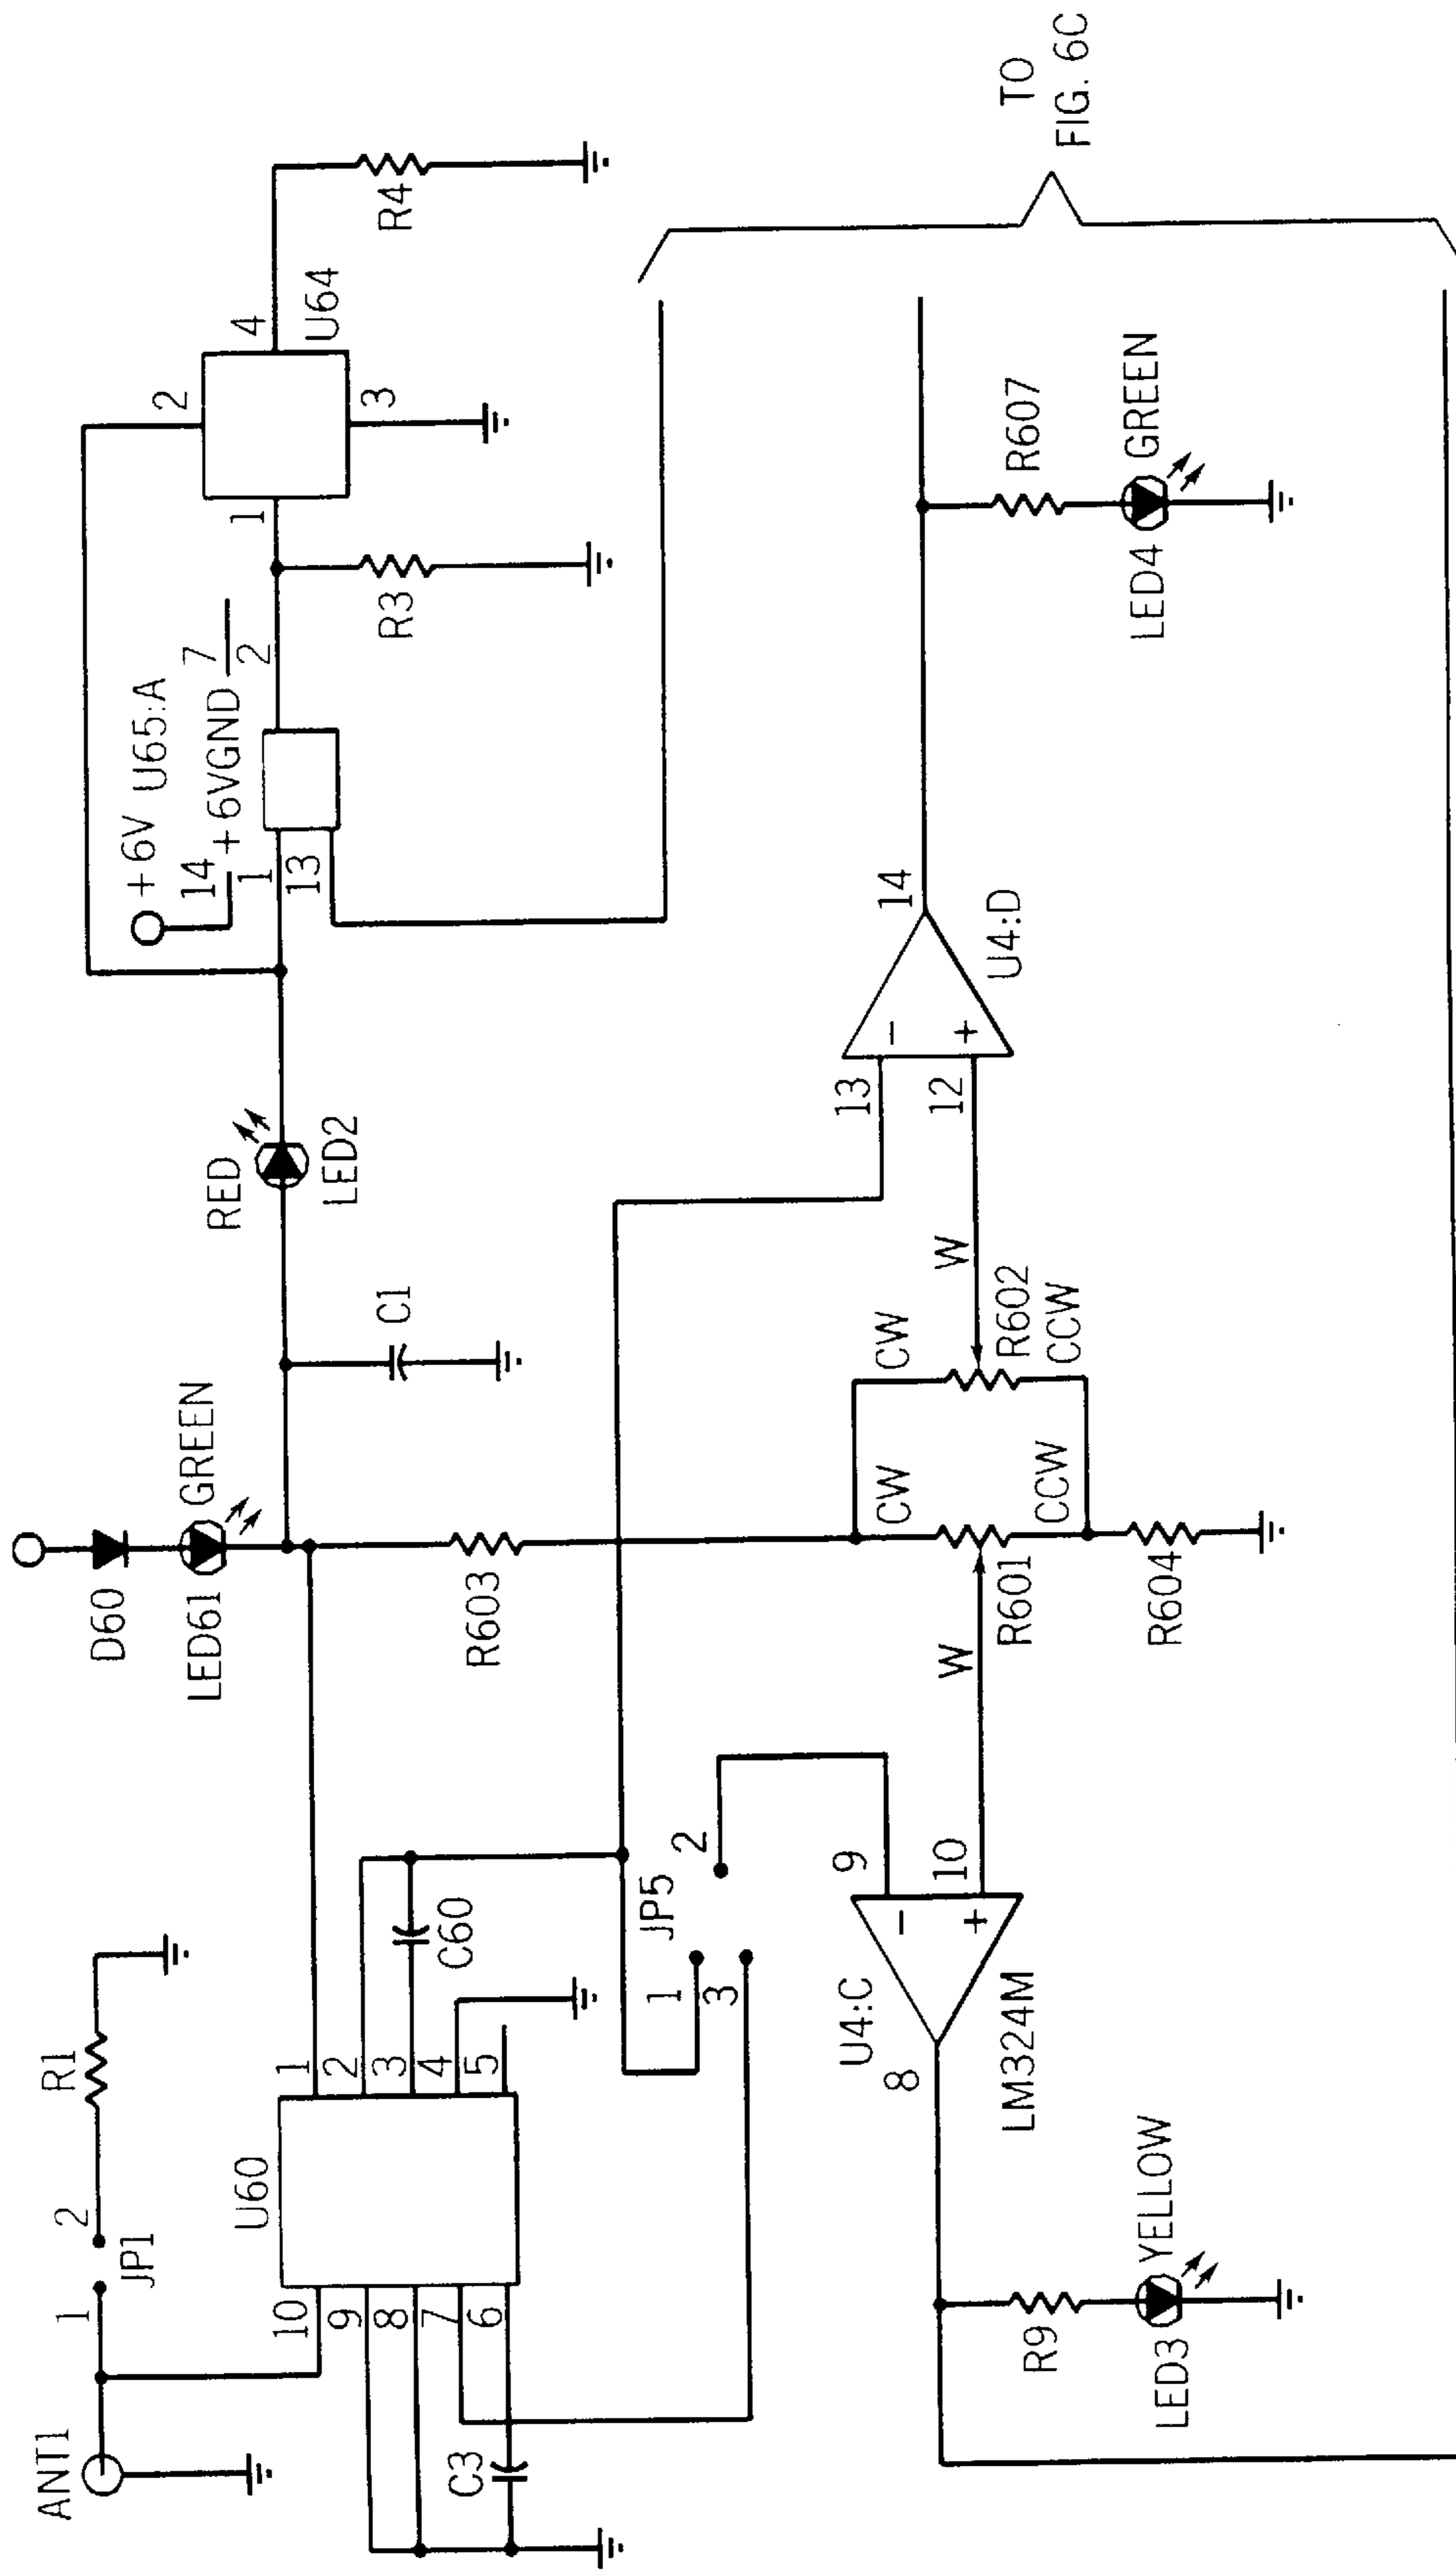 ANT1
1
2
JP1
R1
U60
10
9
8
7
6
1
2
3
4
5
C3
C60
D60
LED61
GREEN
R603
C1
RED
LED2
+6V
U65:A
14
+6VGND
7
1
2
13
R3
1
2
3
4
U64
R4
JP5
1
2
3
U4:C
8
9
10
−
+
LM324M
R9
LED3
YELLOW
W
CW
CCW
R601
R604
CW
R602
CCW
W
13
12
−
+
14
U4:D
R607
LED4
GREEN
TO
FIG. 6C